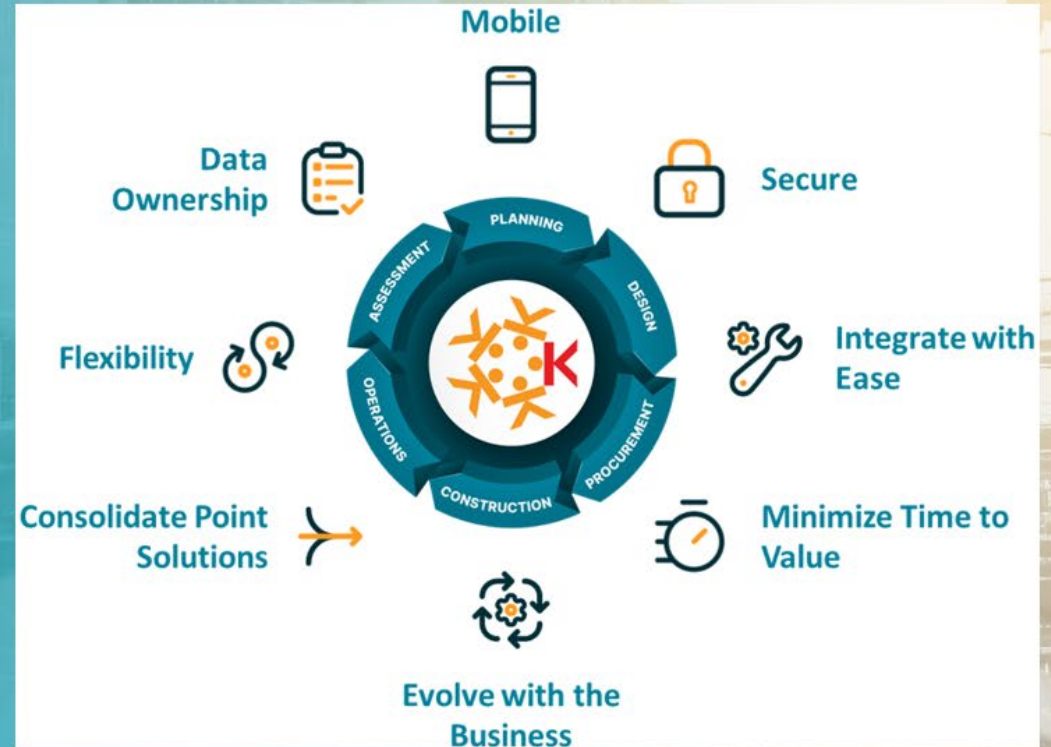 Mobile
Data
Ownership
Secure
PLANNING
ASSESSMENT
DESIGN
Flexibility
Integrate with
Ease
OPERATIONS
PROCUREMENT
CONSTRUCTION
Consolidate Point
Solutions
Minimize Time to
Value
Evolve with the
Business